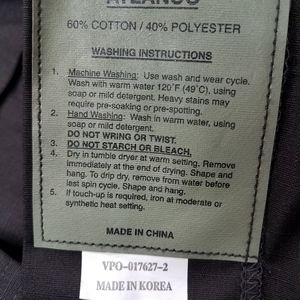 60% COTTON / 40% POLYESTER
WASHING INSTRUCTIONS
1. Machine Washing: Use wash and wear cycle.
Wash with warm water 120°F (49°C), using
soap or mild detergent. Heavy stains may
require pre-soaking or pre-spotting.
2. Hand Washing: Wash in warm water, using
soap or mild detergent.
DO NOT WRING OR TWIST.
3. DO NOT STARCH OR BLEACH.
4. Dry in tumble dryer at warm setting. Remove
immediately at the end of drying. Shape and
hang. To drip dry, remove from water before
last spin cycle. Shape and hang.
5. If touch-up is required, iron at moderate or
synthetic heat setting.
MADE IN CHINA
VPO-017627-2
MADE IN KOREA